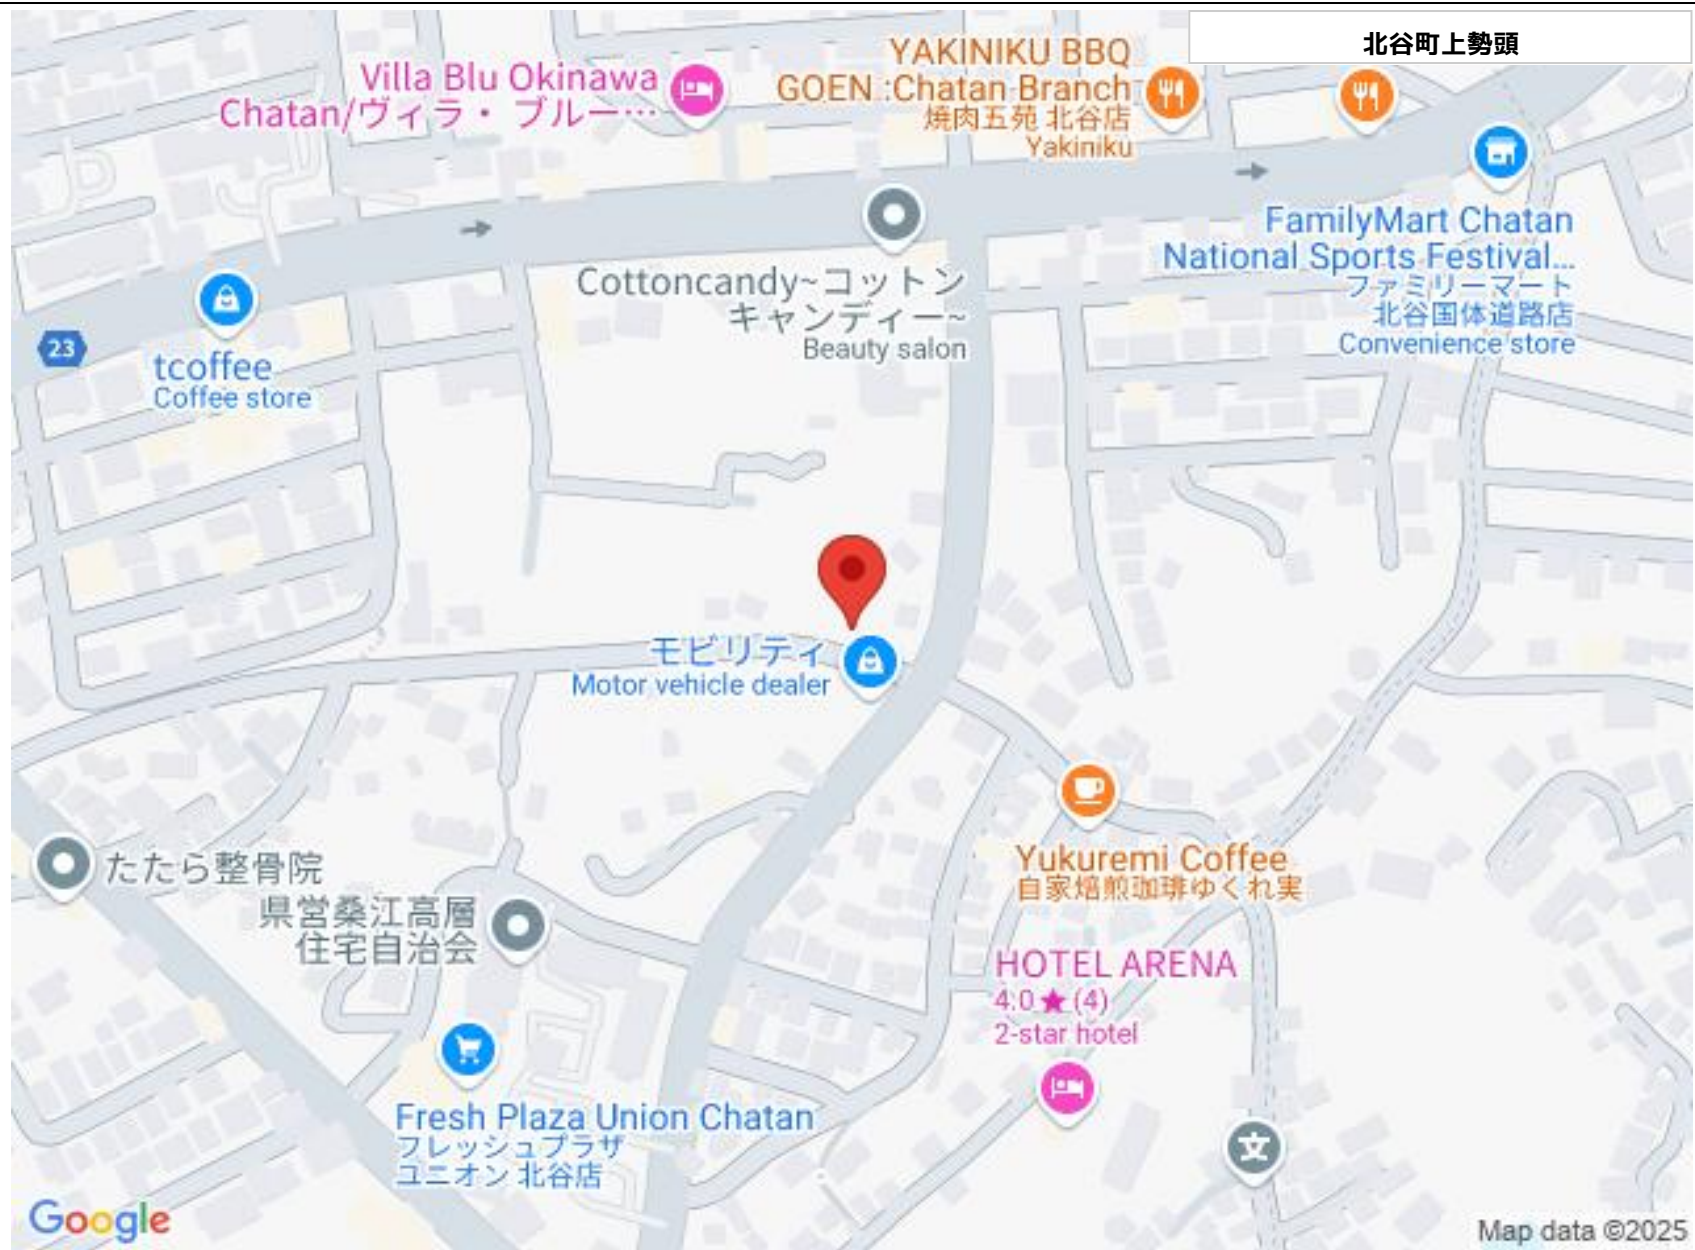 北谷町上勢頭
YAKINIKU BBQ
GOEN :Chatan Branch
焼肉五苑 北谷店
Yakiniku
Villa Blu Okinawa
Chatan/ヴィラ・ ブルー…
FamilyMart Chatan
National Sports Festival...
ファミリーマート
北谷国体道路店
Convenience store
Cottoncandy~コットン
キャンディー~
Beauty salon
23
tcoffee
Coffee store
モビリティ
Motor vehicle dealer
Yukuremi Coffee
自家焙煎珈琲ゆくれ実
たたら整骨院
県営桑江高層
住宅自治会
HOTEL ARENA
4.0 ★ (4)
2-star hotel
Fresh Plaza Union Chatan
フレッシュプラザ
ユニオン 北谷店
文
Google
Map data ©2025